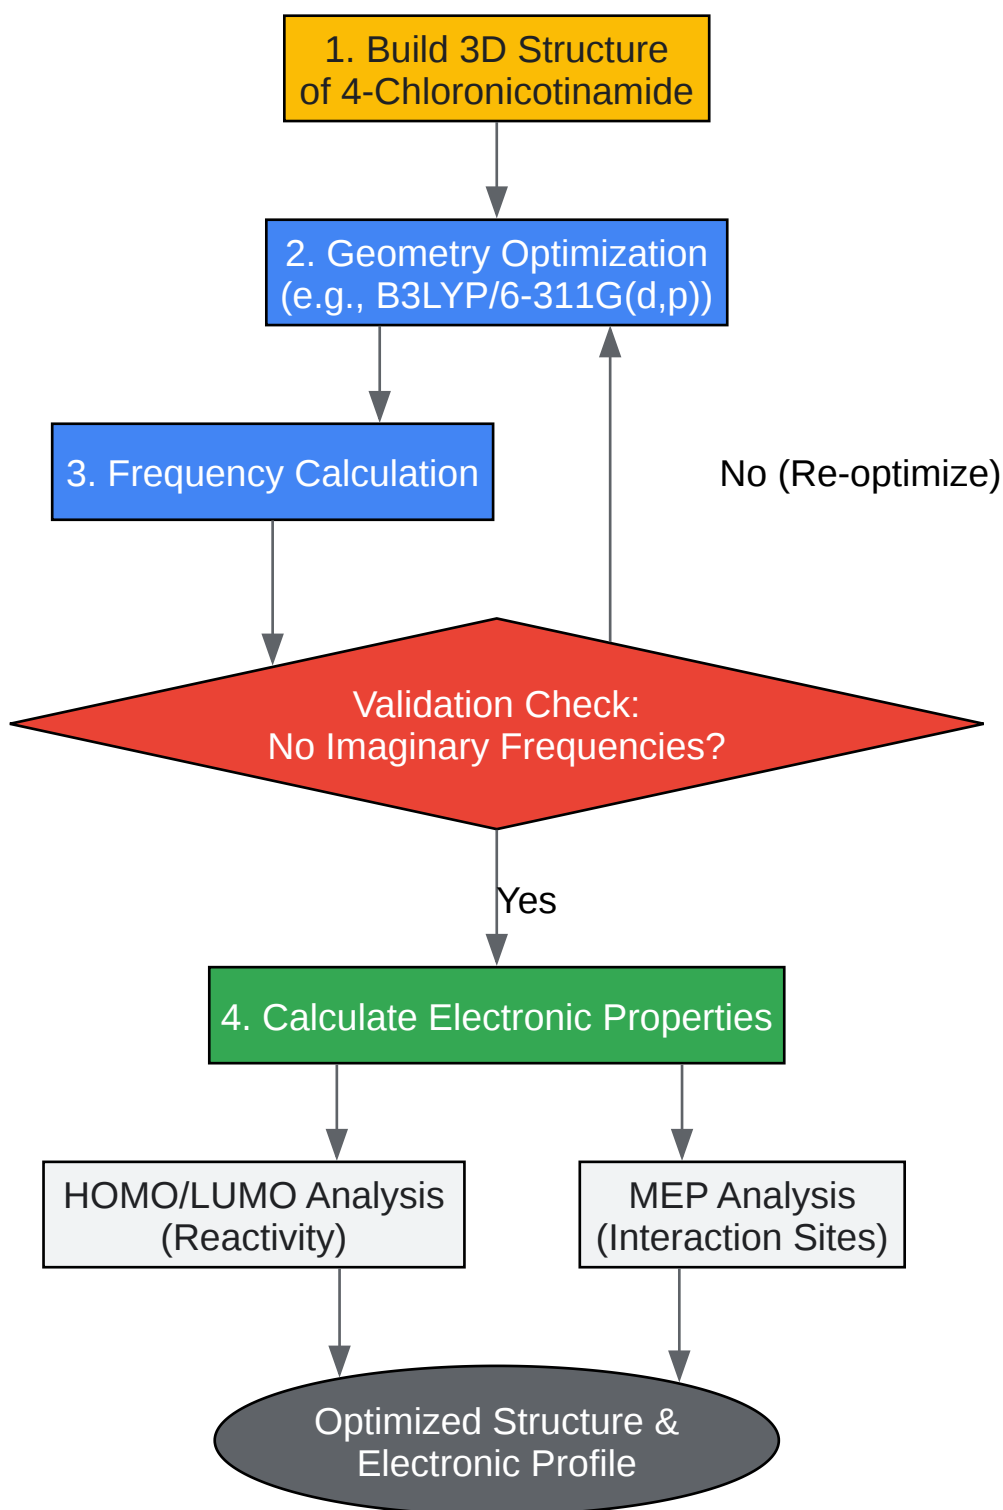 1. Build 3D Structure
of 4-Chloronicotinamide
2. Geometry Optimization
(e.g., B3LYP/6-311G(d,p))
3. Frequency Calculation
No (Re-optimize)
Validation Check:
No Imaginary Frequencies?
Yes
4. Calculate Electronic Properties
HOMO/LUMO Analysis
(Reactivity)
MEP Analysis
(Interaction Sites)
Optimized Structure &
Electronic Profile